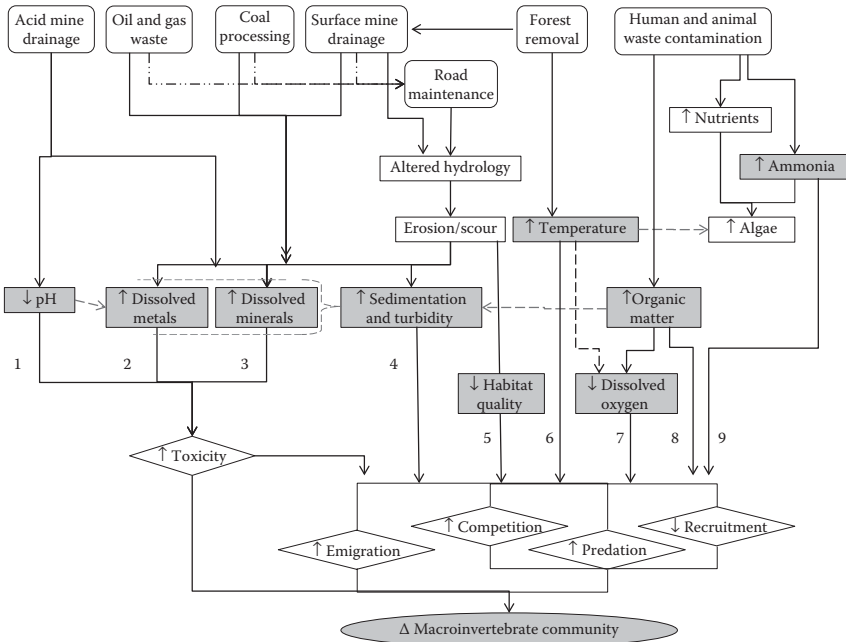 Acid mine
drainage
Oil and gas
waste
Coal
processing
Surface mine
drainage
Forest
removal
Human and animal
waste contamination
Road
maintenance
↑ Nutrients
Altered hydrology
↑ Ammonia
Erosion/scour
↑ Temperature
↑ Algae
↓ pH
↑ Dissolved
metals
↑ Dissolved
minerals
↑ Sedimentation
and turbidity
↑Organic
matter
1
2
3
4
↓ Habitat
quality
↓ Dissolved
oxygen
5
6
7
8
9
↑ Toxicity
↑ Competition
↓ Recruitment
↑ Emigration
↑ Predation
Δ Macroinvertebrate community